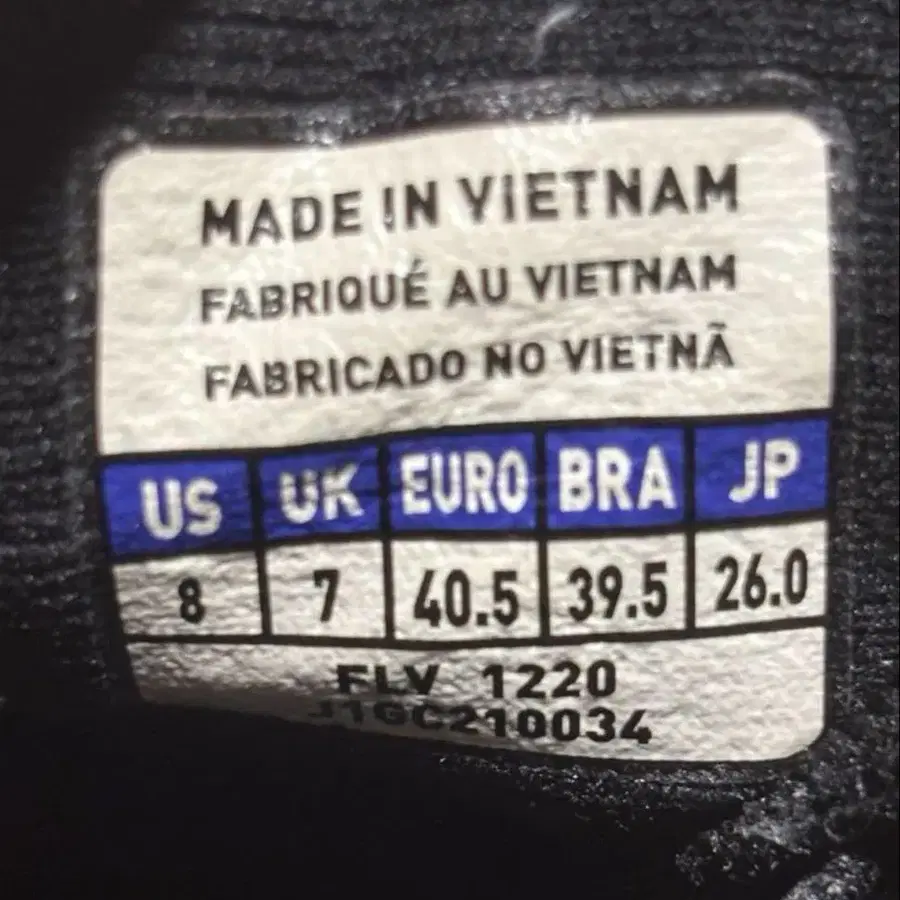 MADE IN VIETNAM
FABRIQUÉ AU VIETNAM
FABRICADO NO VIETNÃ
US UK EURO BRA JP
8 7 40.5 39.5 26.0
FLV 1220
J1GC210034